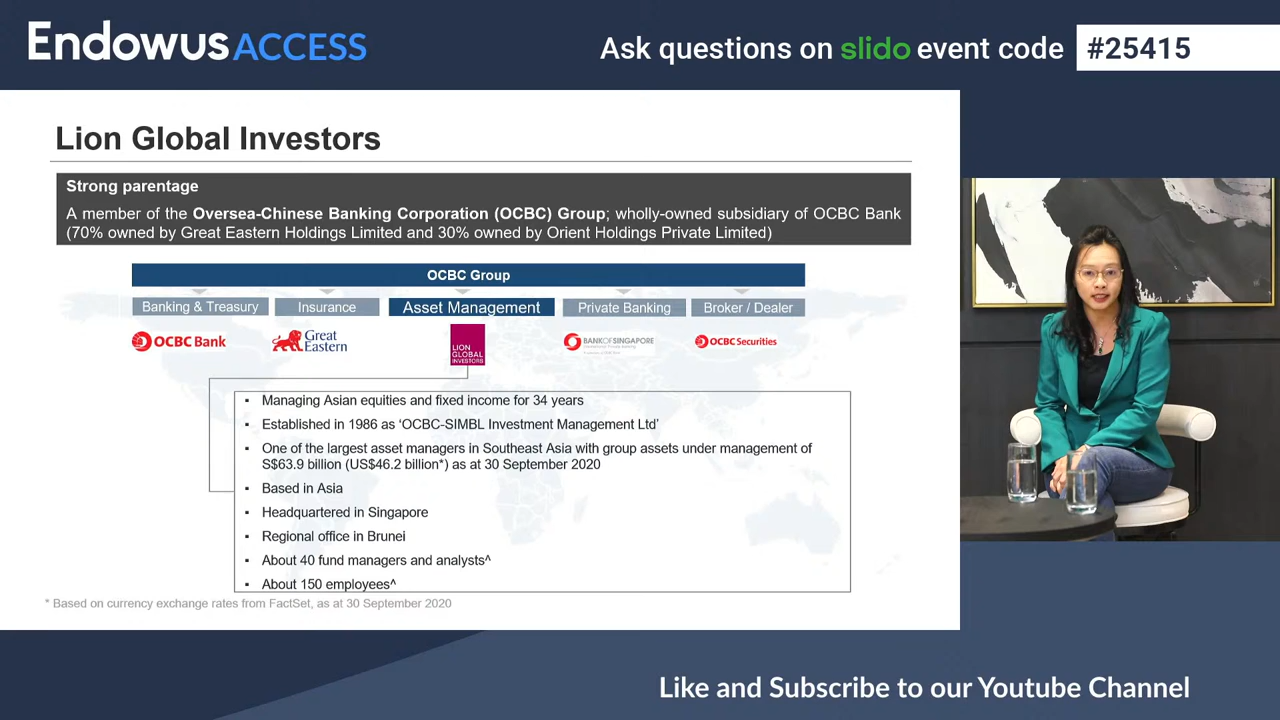 Endowus ACCESS
Ask questions on slido event code #25415
Lion Global Investors
Strong parentage
A member of the Oversea-Chinese Banking Corporation (OCBC) Group; wholly-owned subsidiary of OCBC Bank
(70% owned by Great Eastern Holdings Limited and 30% owned by Orient Holdings Private Limited)
OCBC Group
Banking & Treasury Insurance Asset Management Private Banking Broker / Dealer
OCBC Bank Great Eastern LION GLOBAL INVESTORS BANK OF SINGAPORE OCBC Securities
▪ Managing Asian equities and fixed income for 34 years
▪ Established in 1986 as ‘OCBC-SIMBL Investment Management Ltd’
▪ One of the largest asset managers in Southeast Asia with group assets under management of
S$63.9 billion (US$46.2 billion*) as at 30 September 2020
▪ Based in Asia
▪ Headquartered in Singapore
▪ Regional office in Brunei
▪ About 40 fund managers and analysts^
▪ About 150 employees^
* Based on currency exchange rates from FactSet, as at 30 September 2020
Like and Subscribe to our Youtube Channel